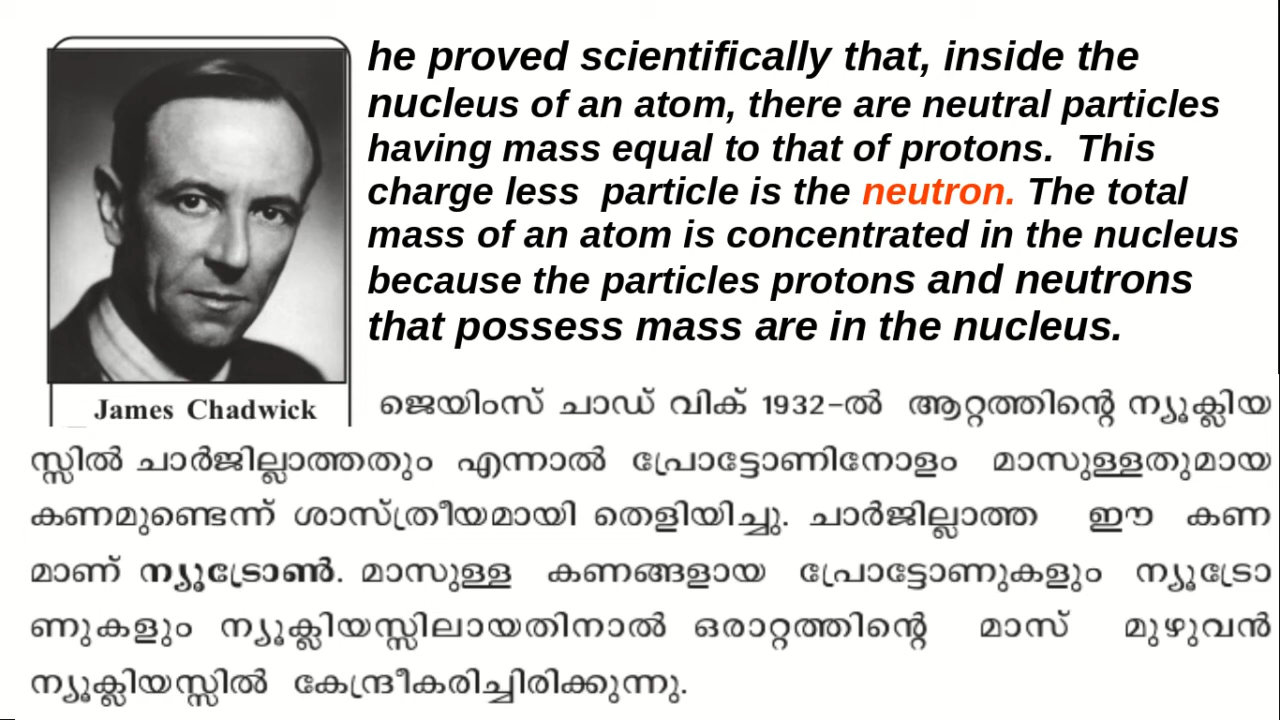 he proved scientifically that, inside the
nucleus of an atom, there are neutral particles
having mass equal to that of protons. This
charge less particle is the neutron. The total
mass of an atom is concentrated in the nucleus
because the particles protons and neutrons
that possess mass are in the nucleus.
James Chadwick
ജെയിംസ് ചാഡ് വിക് 1932-ൽ ആറ്റത്തിന്റെ ന്യൂക്ലിയ
സ്സിൽ ചാർജില്ലാത്തതും എന്നാൽ പ്രോട്ടോണിനോളം മാസുള്ളതുമായ
കണമുണ്ടെന്ന് ശാസ്ത്രീയമായി തെളിയിച്ചു. ചാർജില്ലാത്ത ഈ കണ
മാണ് ന്യൂട്രോൺ. മാസുള്ള കണങ്ങളായ പ്രോട്ടോണുകളും ന്യൂട്രോ
ണുകളും ന്യൂക്ലിയസ്സിലായതിനാൽ ഒരാറ്റത്തിന്റെ മാസ് മുഴുവൻ
ന്യൂക്ലിയസ്സിൽ കേന്ദ്രീകരിച്ചിരിക്കുന്നു.